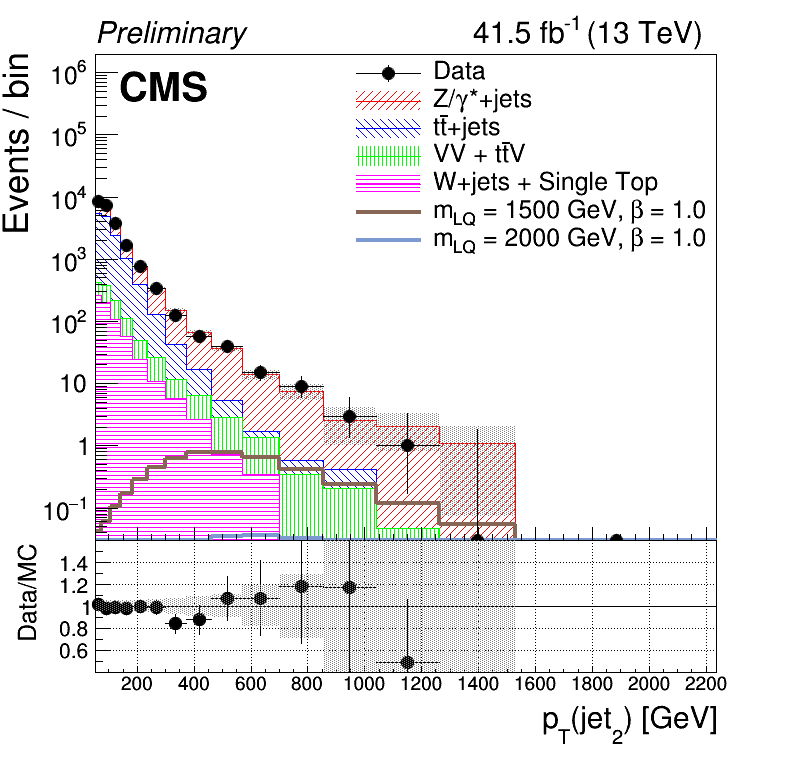 Preliminary 41.5 fb⁻¹ (13 TeV)
CMS
Data
Z/γ*+jets
tt̄+jets
VV + tt̄V
W+jets + Single Top
m_LQ = 1500 GeV, β = 1.0
m_LQ = 2000 GeV, β = 1.0
Events / bin
10⁶
10⁵
10⁴
10³
10²
10
1
10⁻¹
Data/MC
1.4
1.2
1
0.8
0.6
200 400 600 800 1000 1200 1400 1600 1800 2000 2200
p_T(jet_2) [GeV]